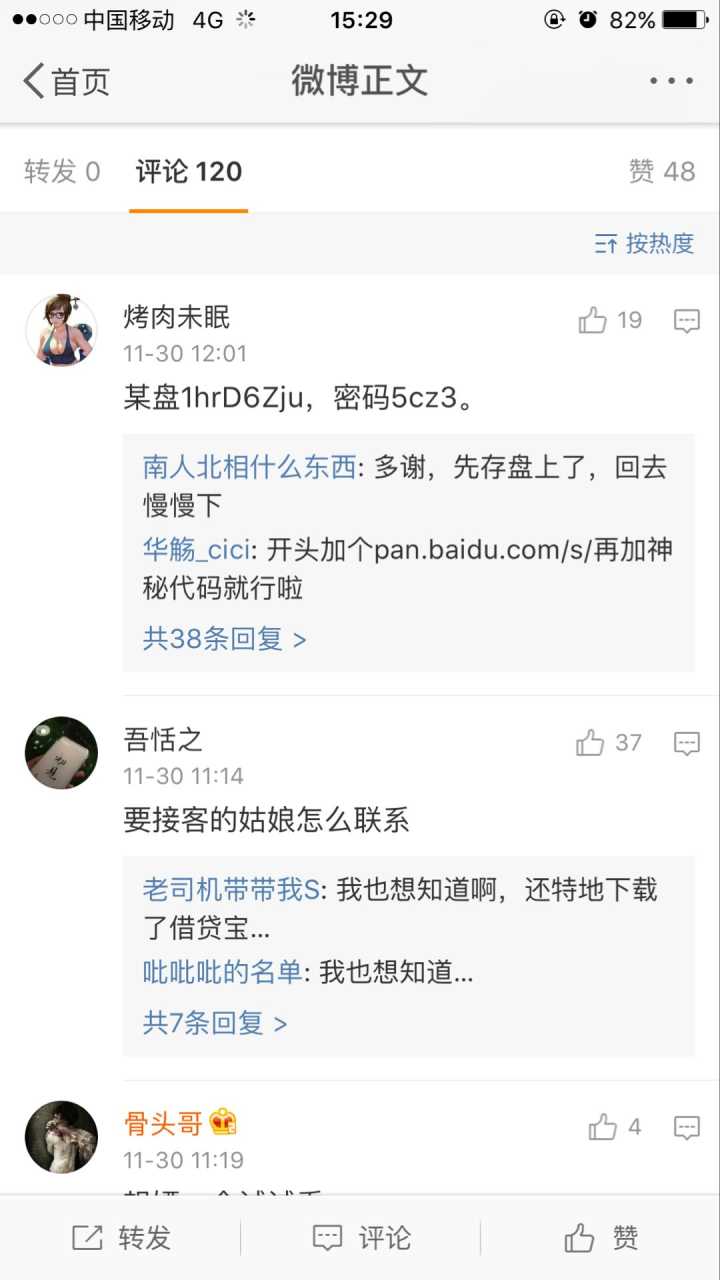 中国移动 4G 15:29 82%
首页 微博正文
转发 0 评论 120 赞 48
按热度
烤肉未眠 19
11-30 12:01
某盘1hrD6Zju，密码5cz3。
南人北相什么东西: 多谢，先存盘上了，回去
慢慢下
华觞_cici: 开头加个pan.baidu.com/s/再加神
秘代码就行啦
共38条回复 >
吾恬之 37
11-30 11:14
要接客的姑娘怎么联系
老司机带带我S: 我也想知道啊，还特地下载
了借贷宝...
吡吡吡的名单: 我也想知道...
共7条回复 >
骨头哥 4
11-30 11:19
转发 评论 赞